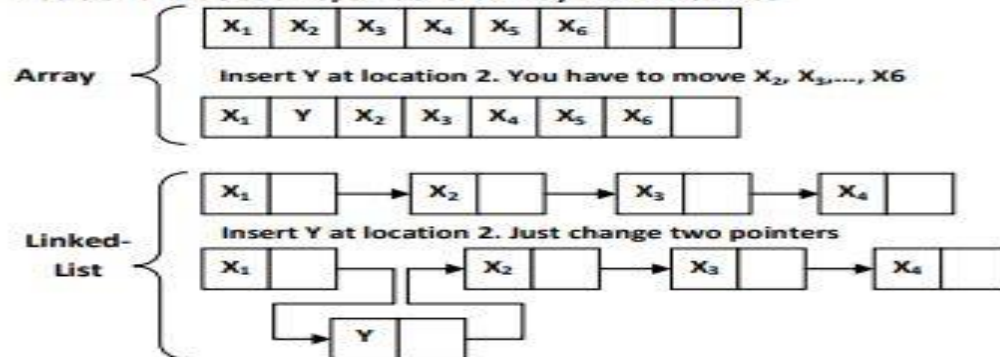 X₁ X₂ X₃ X₄ X₅ X₆
Array
Insert Y at location 2. You have to move X₂, X₃,..., X6
X₁ Y X₂ X₃ X₄ X₅ X₆
X₁ X₂ X₃ X₄
Linked-
List
Insert Y at location 2. Just change two pointers
X₁ X₂ X₃ X₄
Y